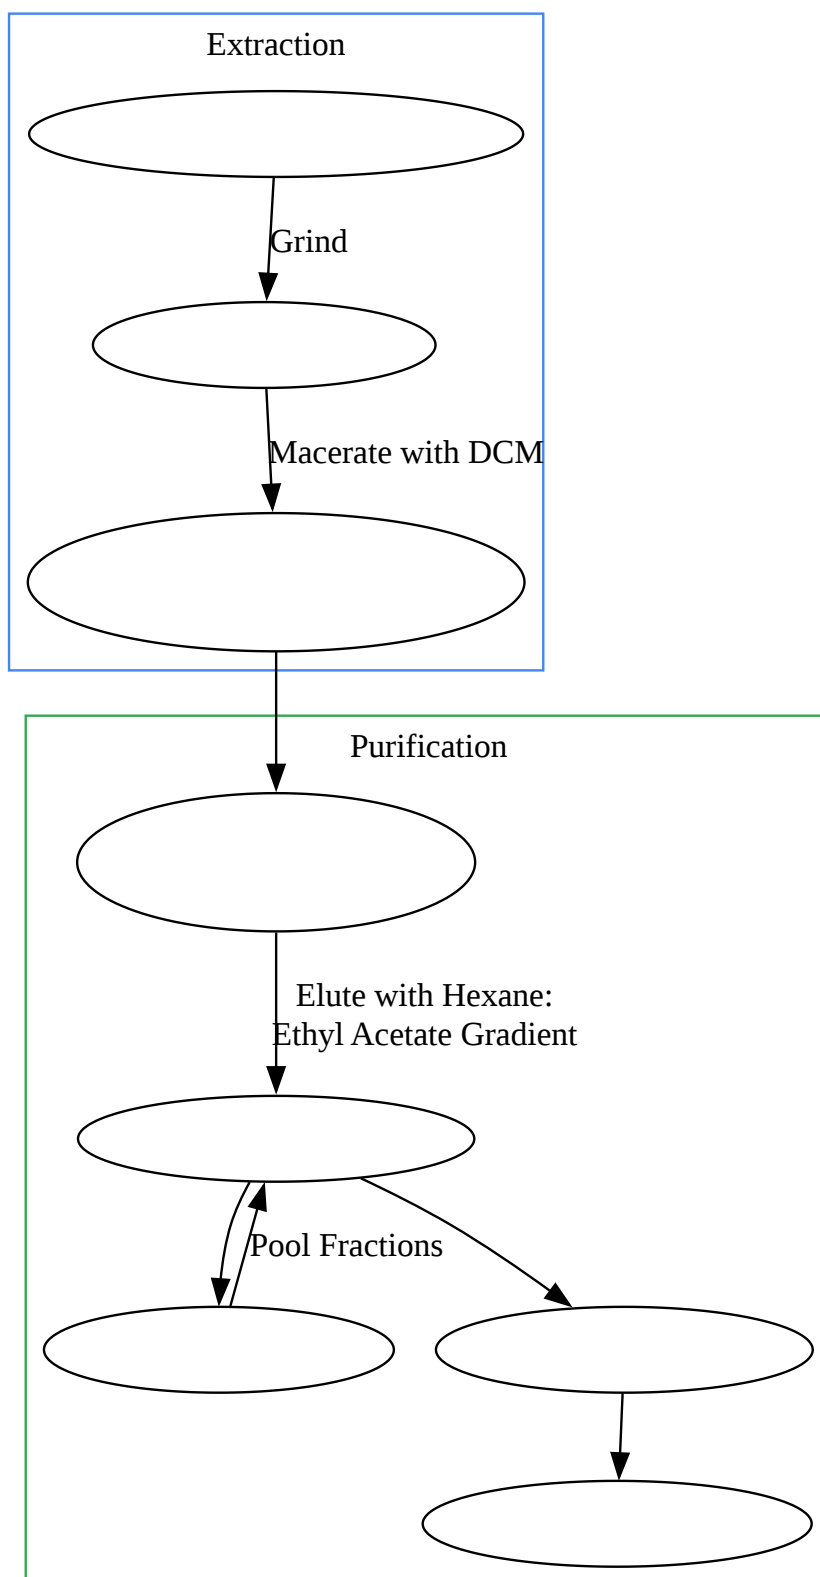 Extraction
Grind
Macerate with DCM
Purification
Elute with Hexane:
Ethyl Acetate Gradient
Pool Fractions